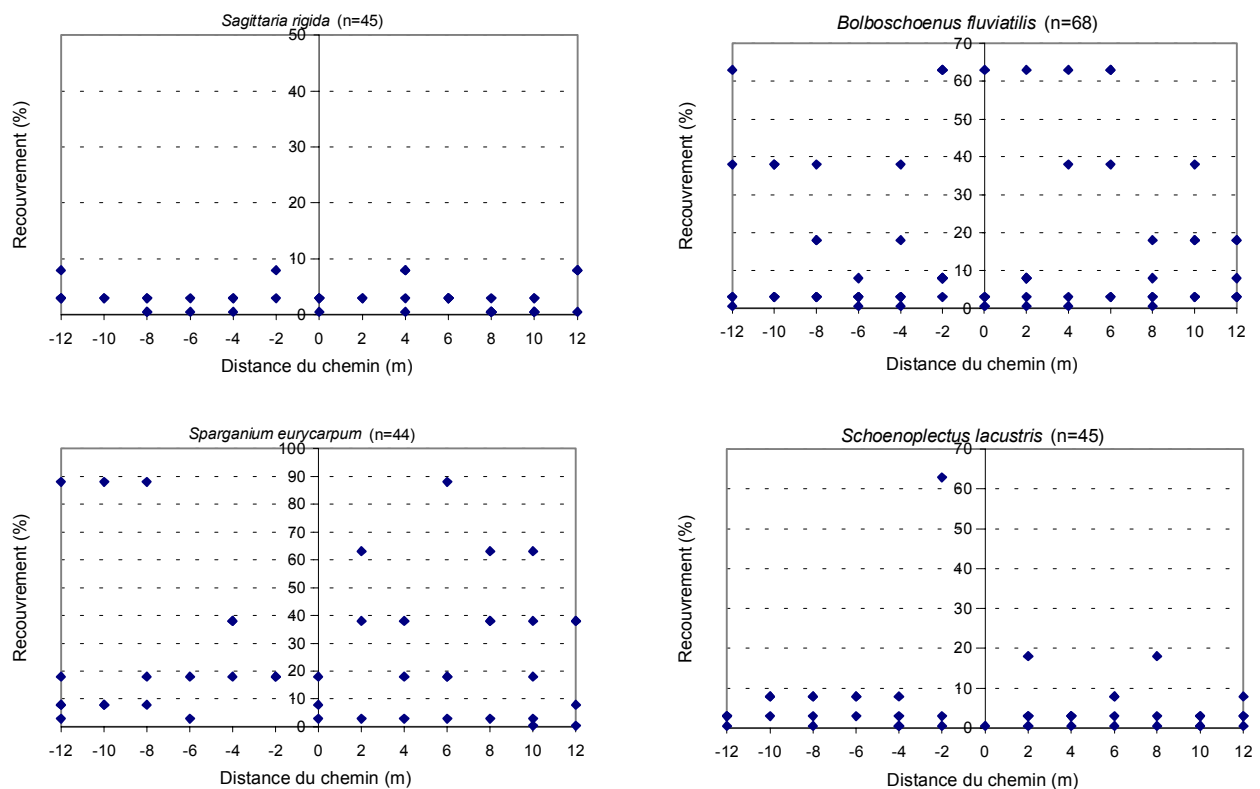 Sagittaria rigida (n=45)
50
40
30
20
10
0
Recouvrement (%)
-12 -10 -8 -6 -4 -2 0 2 4 6 8 10 12
Distance du chemin (m)
Bolboschoenus fluviatilis (n=68)
70
60
50
40
30
20
10
0
Recouvrement (%)
-12 -10 -8 -6 -4 -2 0 2 4 6 8 10 12
Distance du chemin (m)
Sparganium eurycarpum (n=44)
100
90
80
70
60
50
40
30
20
10
0
Recouvrement (%)
-12 -10 -8 -6 -4 -2 0 2 4 6 8 10 12
Distance du chemin (m)
Schoenoplectus lacustris (n=45)
70
60
50
40
30
20
10
0
Recouvrement (%)
-12 -10 -8 -6 -4 -2 0 2 4 6 8 10 12
Distance du chemin (m)